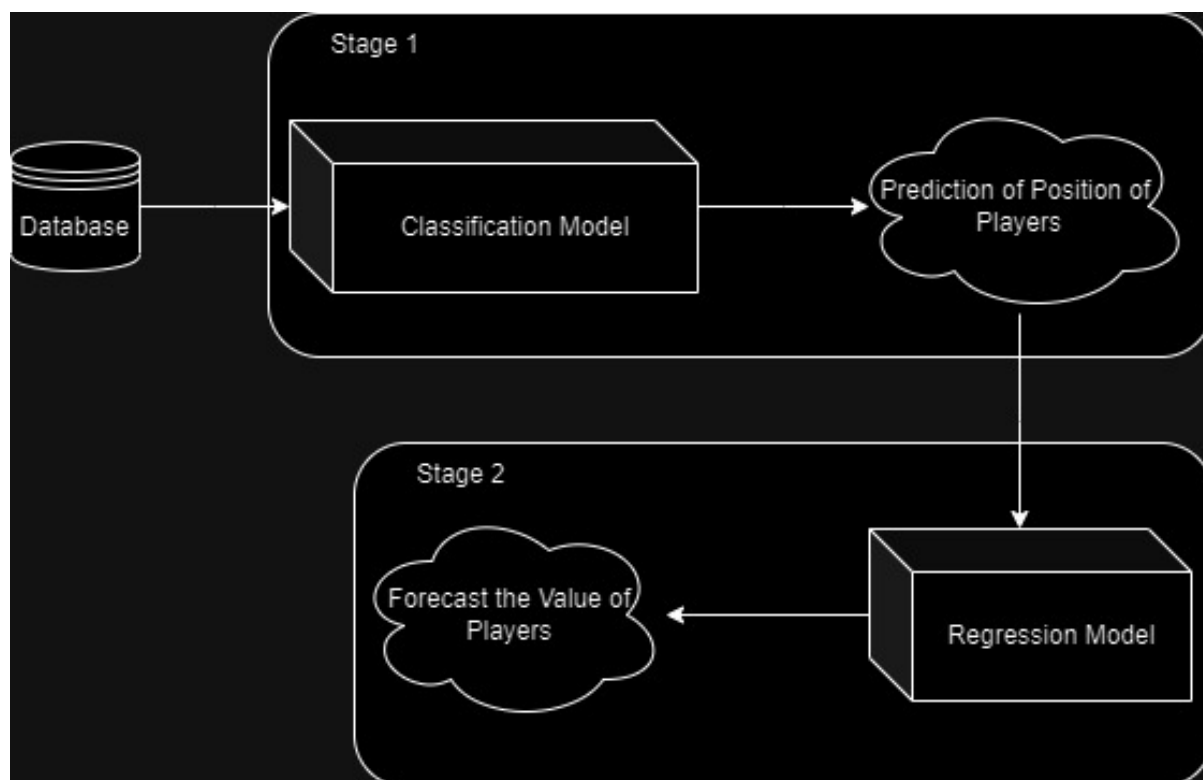 Stage 1
Database
Classification Model
Prediction of Position of
Players
Stage 2
Forecast the Value of
Players
Regression Model